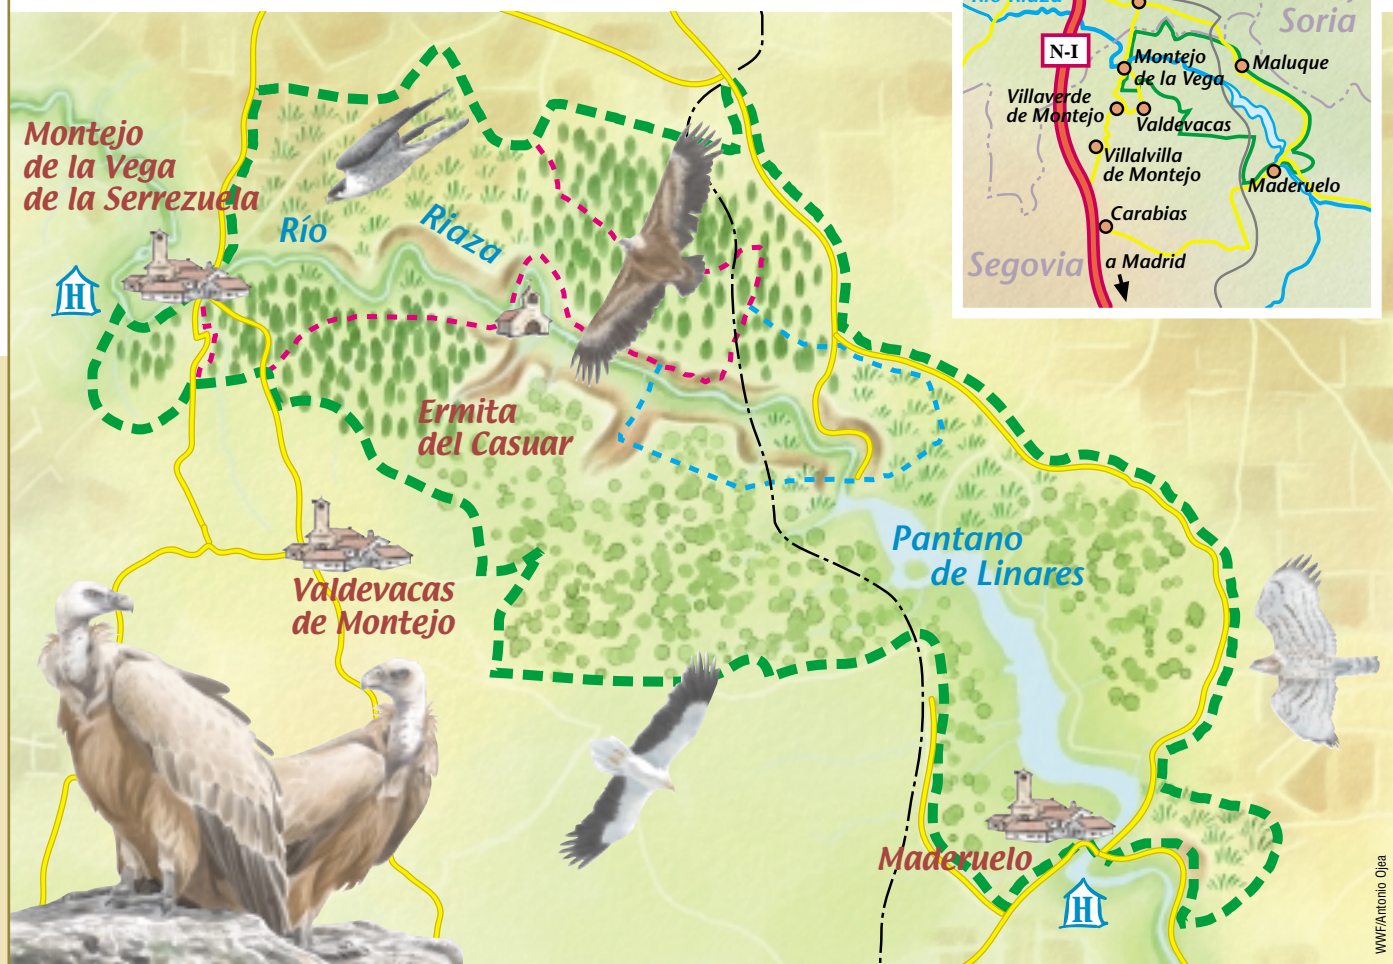 Montejo
de la Vega
de la Serrezuela
Río
Riaza
H
Ermita
del Casuar
Valdevacas
de Montejo
Pantano
de Linares
Maderuelo
H
Soria
N-I
Montejo
de la Vega
Maluque
Villaverde
de Montejo
Valdevacas
Villalvilla
de Montejo
Maderuelo
Carabias
Segovia
a Madrid
WWF/Antonio Ojea